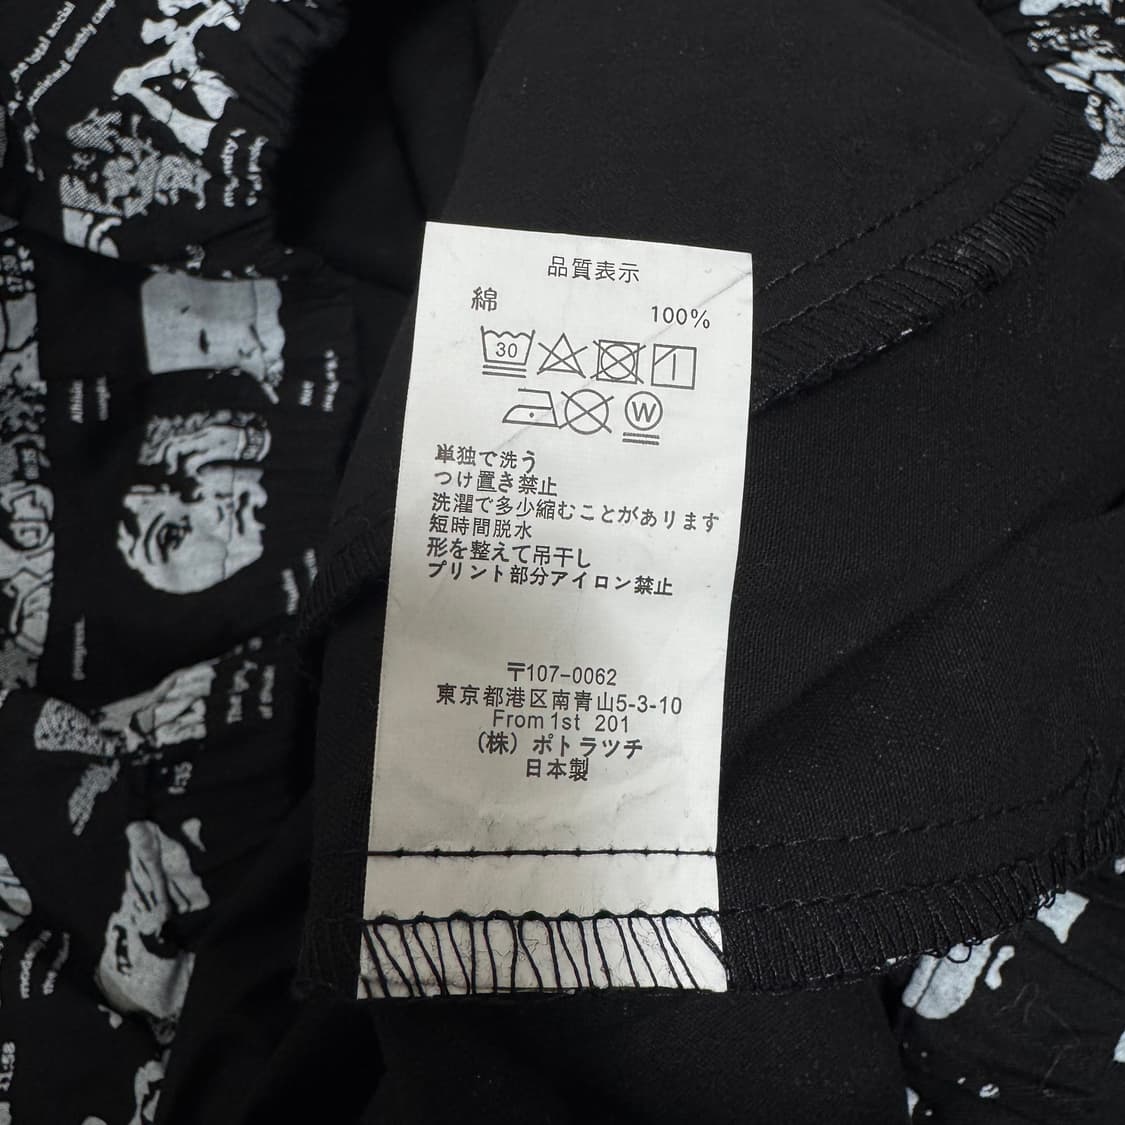 品質表示
綿 100%
30
W
単独で洗う
つけ置き禁止
洗濯で多少縮むことがあります
短時間脱水
形を整えて吊干し
プリント部分アイロン禁止
〒107-0062
東京都港区南青山5-3-10
From 1st 201
(株) ポトラツチ
日本製